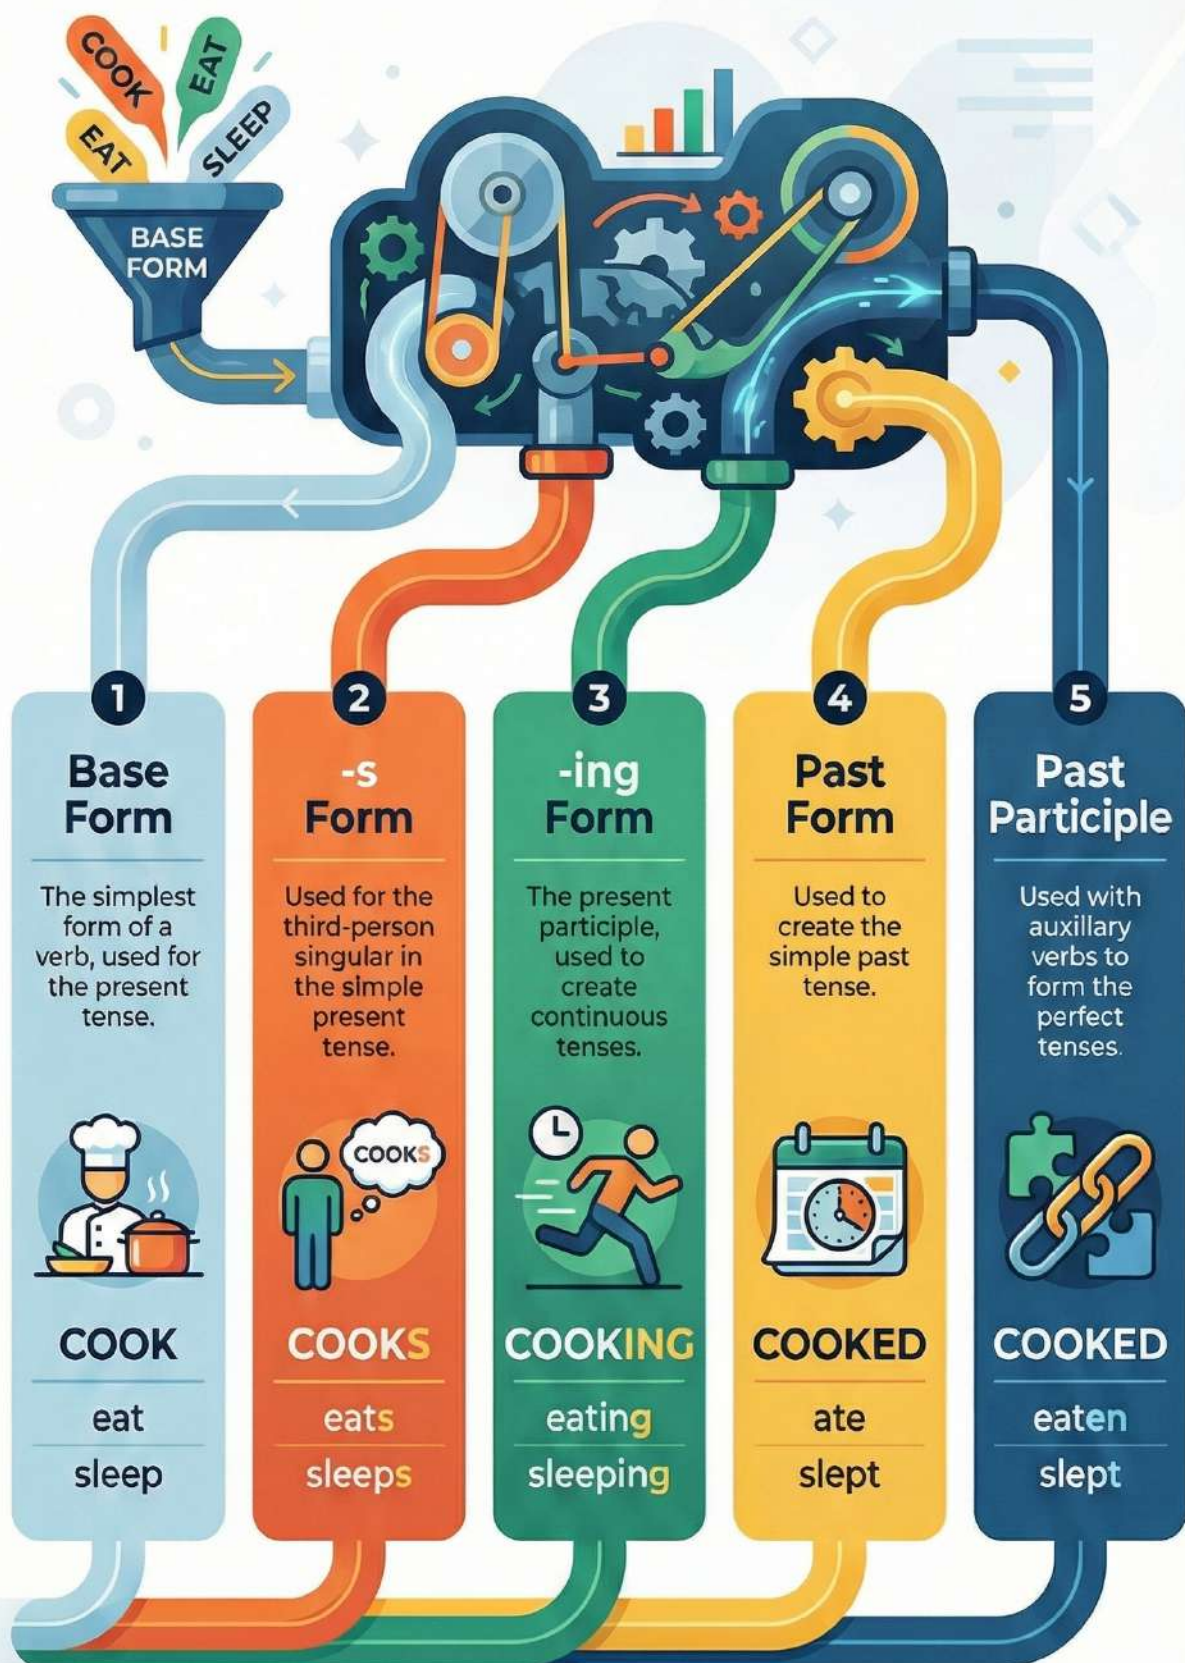 COOK
EAT
EAT
SLEEP
BASE
FORM
1
Base
Form
The simplest
form of a
verb, used for
the present
tense.
COOK
eat
sleep
2
-s
Form
Used for the
third-person
singular in
the simple
present
tense.
COOKS
COOKS
eats
sleeps
3
-ing
Form
The present
participle,
used to
create
continuous
tenses.
COOKING
eating
sleeping
4
Past
Form
Used to
create the
simple past
tense.
COOKED
ate
slept
5
Past
Participle
Used with
auxillary
verbs to
form the
perfect
tenses.
COOKED
eaten
slept